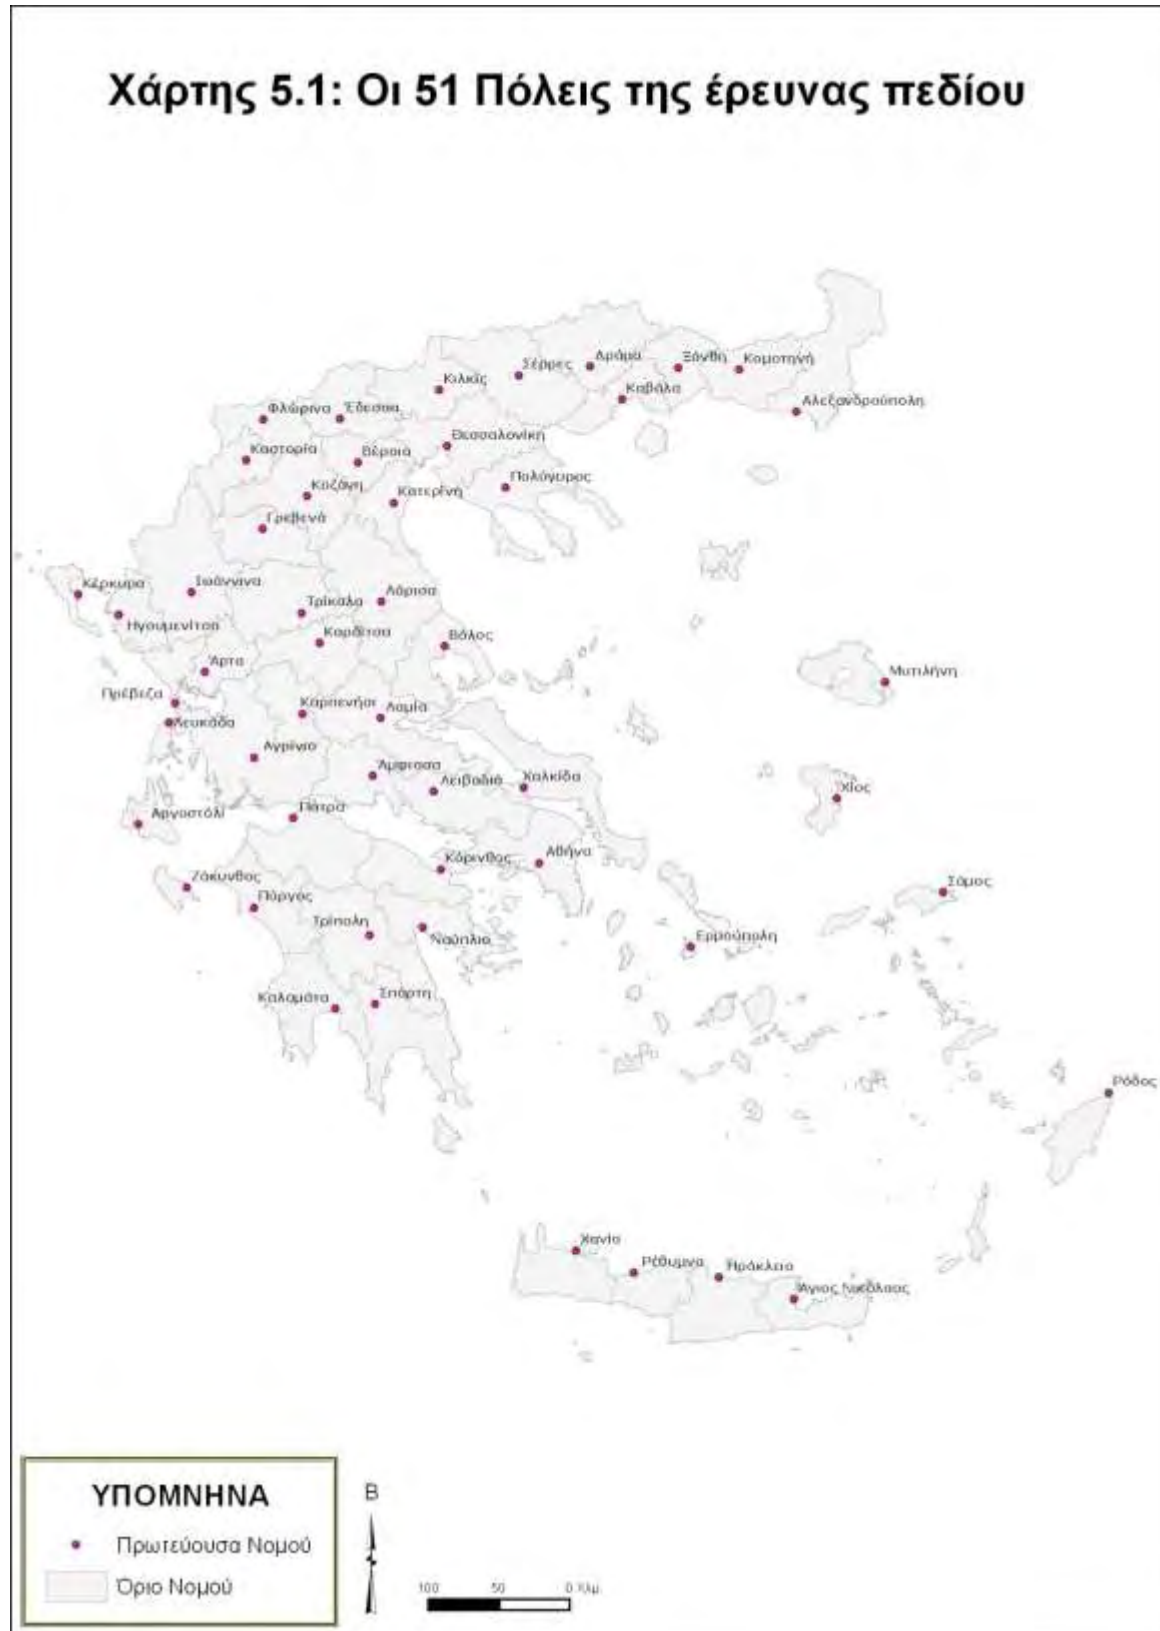 Χάρτης 5.1: Οι 51 Πόλεις της έρευνας πεδίου
Σέρρες
Δράμα
Ξάνθη
Κομοτηνή
Κιλκίς
Καβάλα
Αλεξανδρούπολη
Φλώρινα
Έδεσσα
Θεσσαλονίκη
Καστοριά
Βέροια
Πολύγυρος
Κοζάνη
Κατερίνη
Γρεβενά
Κέρκυρα
Ιωάννινα
Λάρισα
Τρίκαλα
Ηγουμενίτσα
Καρδίτσα
Βόλος
Άρτα
Μυτιλήνη
Πρέβεζα
Καρπενήσι
Λαμία
Λευκάδα
Αγρίνιο
Άμφισσα
Λειβαδιά
Χαλκίδα
Χίος
Αργοστόλι
Πάτρα
Κόρινθος
Αθήνα
Ζάκυνθος
Σάμος
Πύργος
Τρίπολη
Ναύπλιο
Ερμούπολη
Καλαμάτα
Σπάρτη
Ρόδος
Χανιά
Ρέθυμνο
Ηράκλειο
Άγιος Νικόλαος
ΥΠΟΜΝΗΝΑ
Πρωτεύουσα Νομού
Όριο Νομού
Β
100 50 0 Χλμ.